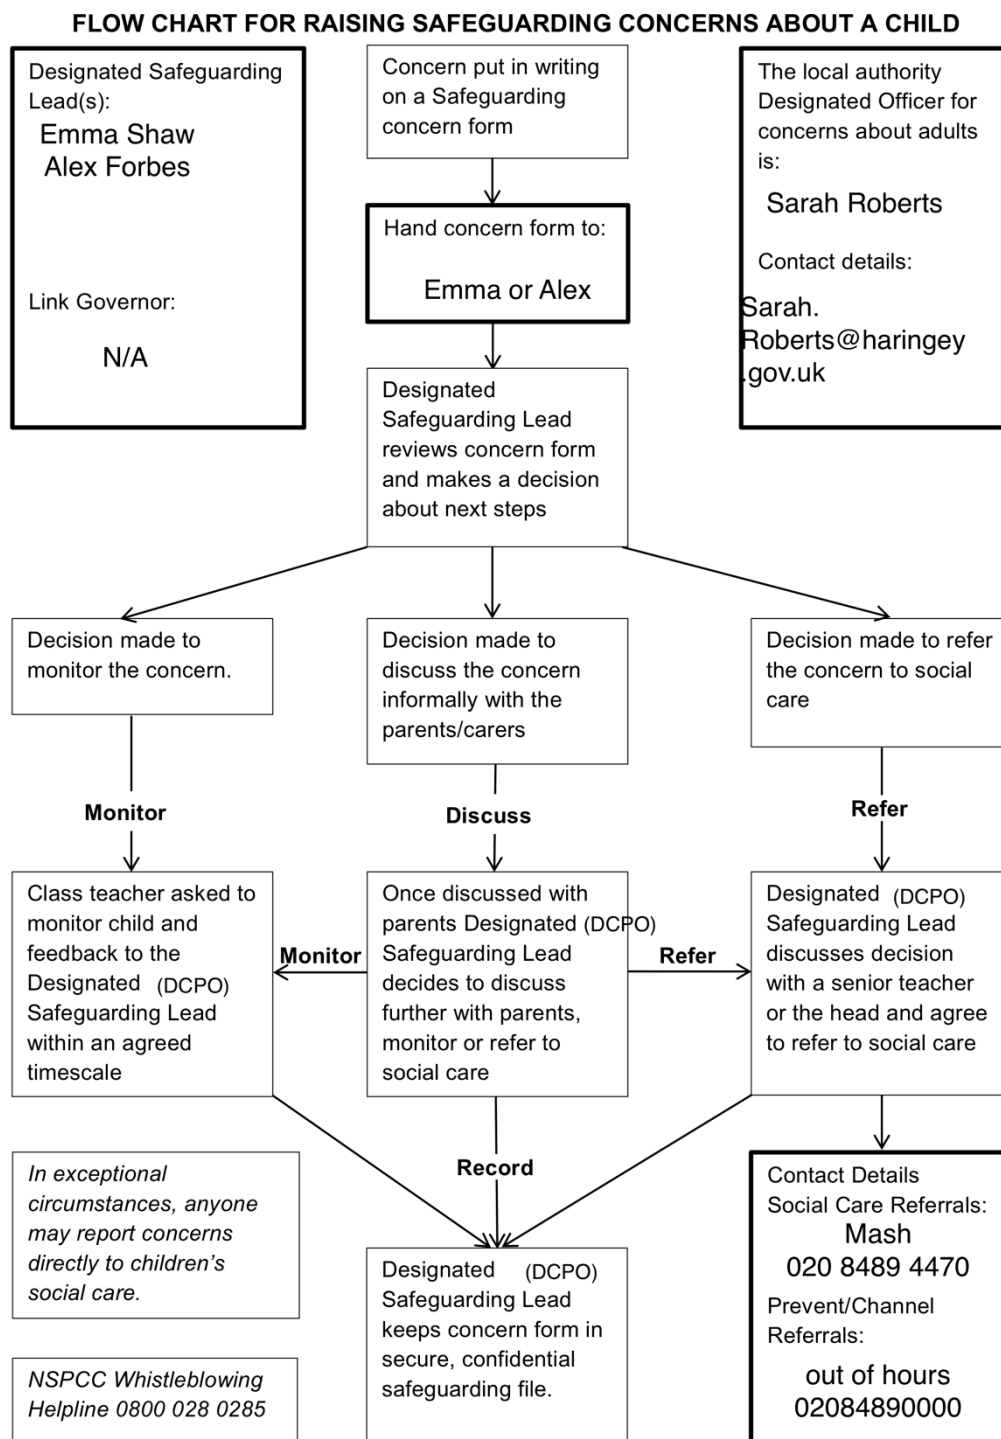 FLOW CHART FOR RAISING SAFEGUARDING CONCERNS ABOUT A CHILD
Designated Safeguarding
Lead(s):
Emma Shaw
Alex Forbes
Link Governor:
N/A
Concern put in writing
on a Safeguarding
concern form
The local authority
Designated Officer for
concerns about adults
is:
Sarah Roberts
Contact details:
Sarah.
Roberts@haringey
.gov.uk
Hand concern form to:
Emma or Alex
Designated
Safeguarding Lead
reviews concern form
and makes a decision
about next steps
Decision made to
monitor the concern.
Decision made to
discuss the concern
informally with the
parents/carers
Decision made to refer
the concern to social
care
Monitor
Discuss
Refer
Class teacher asked to
monitor child and
feedback to the
Designated (DCPO)
Safeguarding Lead
within an agreed
timescale
Monitor
Once discussed with
parents Designated (DCPO)
Safeguarding Lead
decides to discuss
further with parents,
monitor or refer to
social care
Refer
Designated (DCPO)
Safeguarding Lead
discusses decision
with a senior teacher
or the head and agree
to refer to social care
Record
In exceptional
circumstances, anyone
may report concerns
directly to children's
social care.
Designated (DCPO)
Safeguarding Lead
keeps concern form in
secure, confidential
safeguarding file.
Contact Details
Social Care Referrals:
Mash
020 8489 4470
Prevent/Channel
Referrals:
out of hours
02084890000
NSPCC Whistleblowing
Helpline 0800 028 0285